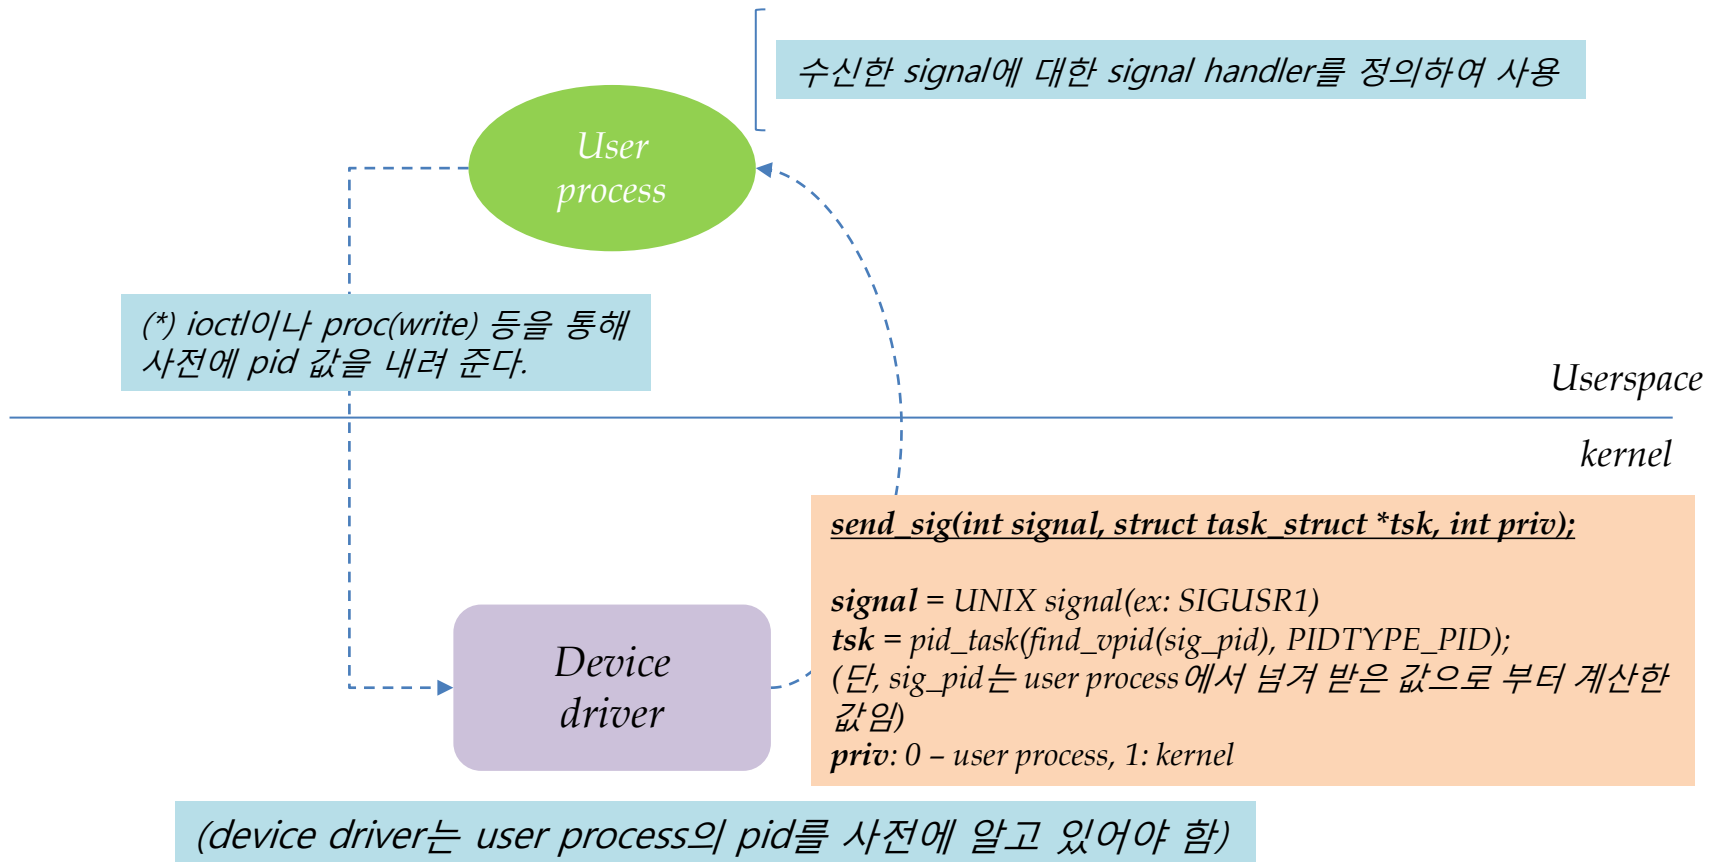 수신한 signal에 대한 signal handler를 정의하여 사용
User
process
(*) ioctl이나 proc(write) 등을 통해
사전에 pid 값을 내려 준다.
Userspace
kernel
send_sig(int signal, struct task_struct *tsk, int priv);
signal = UNIX signal(ex: SIGUSR1)
tsk = pid_task(find_vpid(sig_pid), PIDTYPE_PID);
(단, sig_pid는 user process에서 넘겨 받은 값으로 부터 계산한
값임)
priv: 0 – user process, 1: kernel
Device
driver
(device driver는 user process의 pid를 사전에 알고 있어야 함)